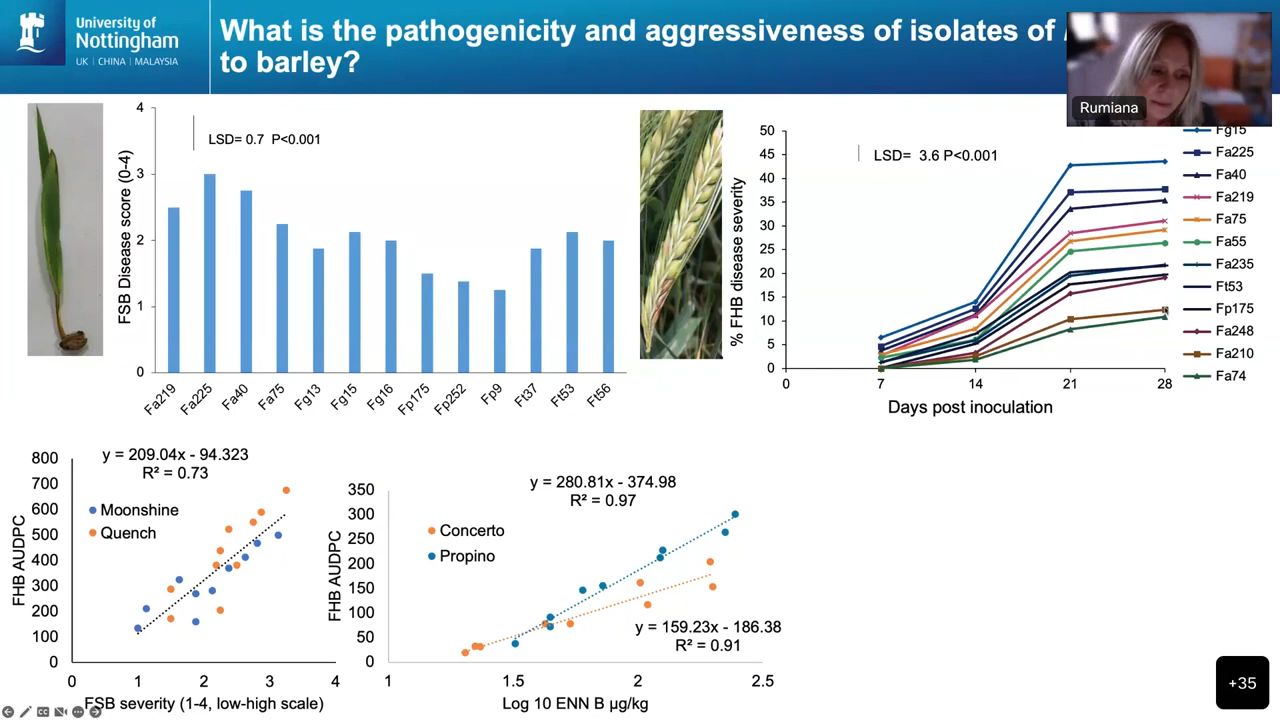 University of
Nottingham
UK | CHINA | MALAYSIA
What is the pathogenicity and aggressiveness of isolates of
to barley?
Rumiana
4
3
2
1
0
FSB Disease score (0-4)
LSD= 0.7 P<0.001
Fa219
Fa225
Fa40
Fa75
Fg13
Fg15
Fg16
Fp175
Fp252
Fp9
Ft37
Ft53
Ft56
50
45
40
35
30
25
20
15
10
5
0
% FHB disease severity
LSD= 3.6 P<0.001
0
7
14
21
28
Days post inoculation
Fg15
Fa225
Fa40
Fa219
Fa75
Fa55
Fa235
Ft53
Fp175
Fa248
Fa210
Fa74
800
700
600
500
400
300
200
100
0
FHB AUDPC
y = 209.04x - 94.323
R² = 0.73
Moonshine
Quench
0
1
2
3
4
FSB severity (1-4, low-high scale)
350
300
250
200
150
100
50
0
FHB AUDPC
y = 280.81x - 374.98
R² = 0.97
Concerto
Propino
y = 159.23x - 186.38
R² = 0.91
1
1.5
2
2.5
Log 10 ENN B µg/kg
+35